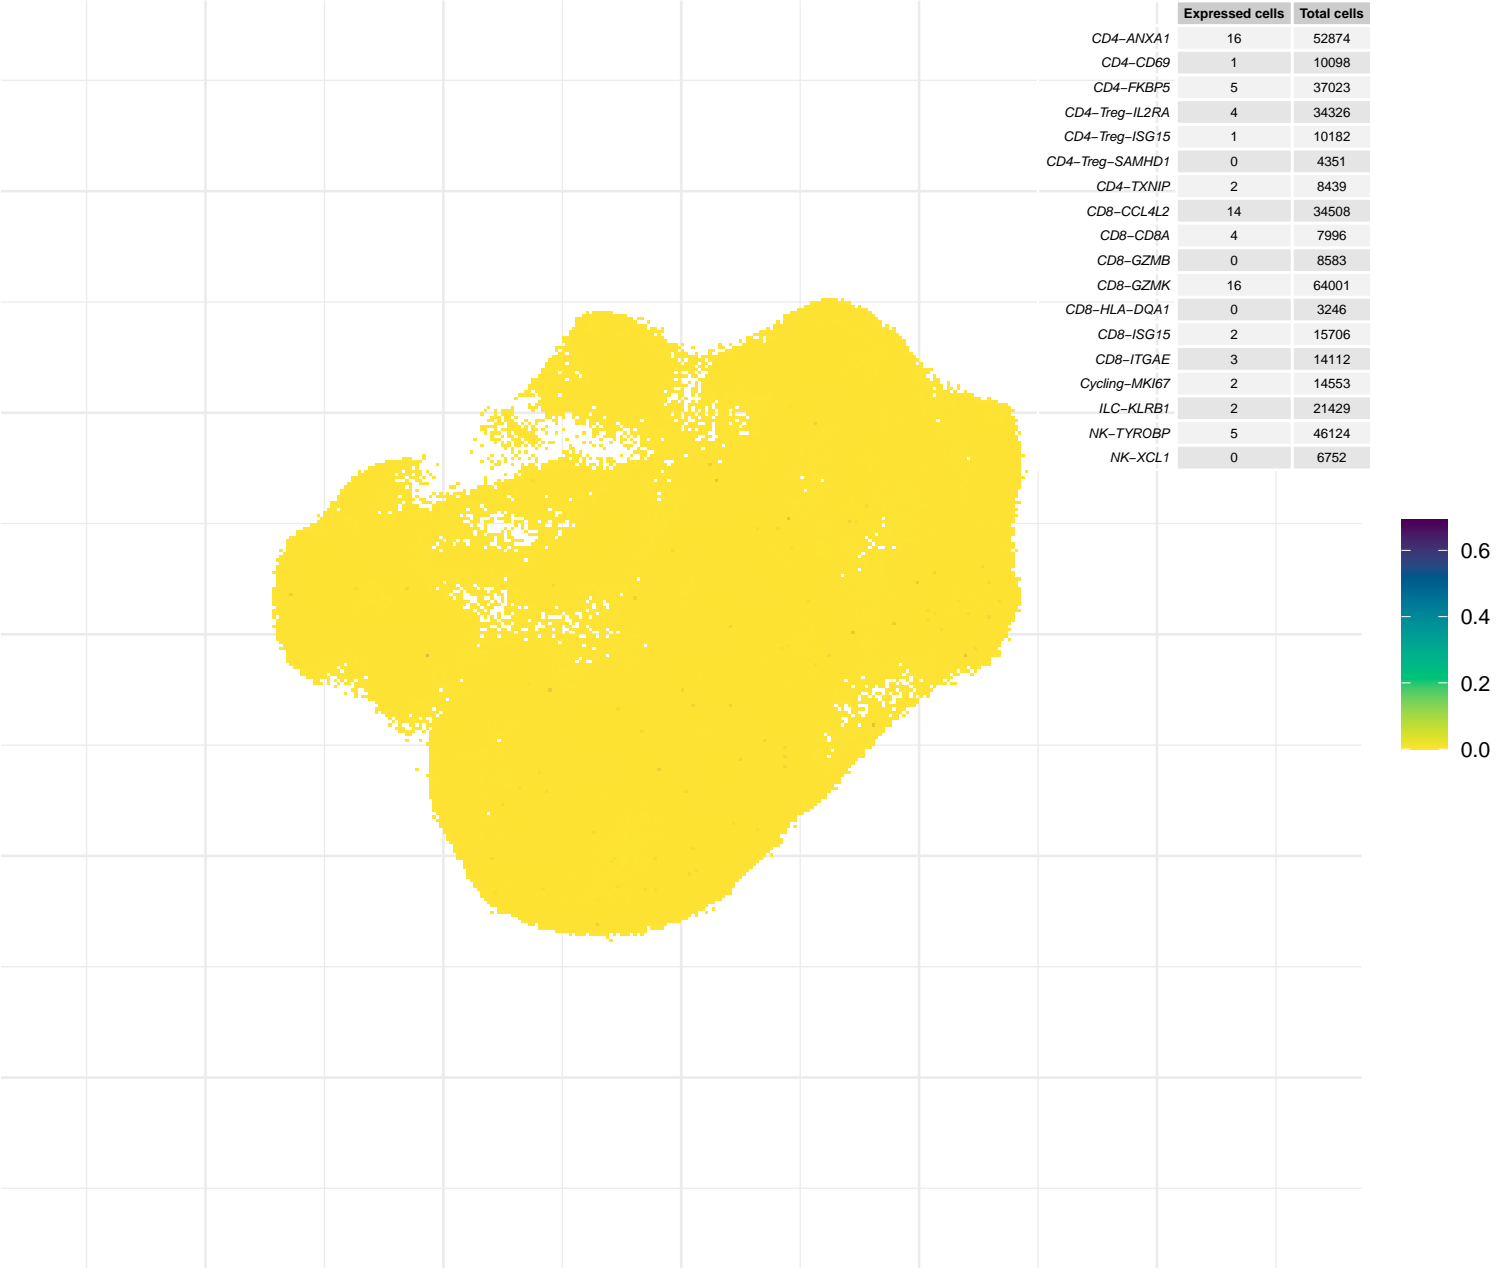 Expressed cells Total cells
CD4−ANXA1 16 52874
CD4−CD69 1 10098
CD4−FKBP5 5 37023
CD4−Treg−IL2RA 4 34326
CD4−Treg−ISG15 1 10182
CD4−Treg−SAMHD1 0 4351
CD4−TXNIP 2 8439
CD8−CCL4L2 14 34508
CD8−CD8A 4 7996
CD8−GZMB 0 8583
CD8−GZMK 16 64001
CD8−HLA−DQA1 0 3246
CD8−ISG15 2 15706
CD8−ITGAE 3 14112
Cycling−MKI67 2 14553
ILC−KLRB1 2 21429
NK−TYROBP 5 46124
NK−XCL1 0 6752
0.6
0.4
0.2
0.0